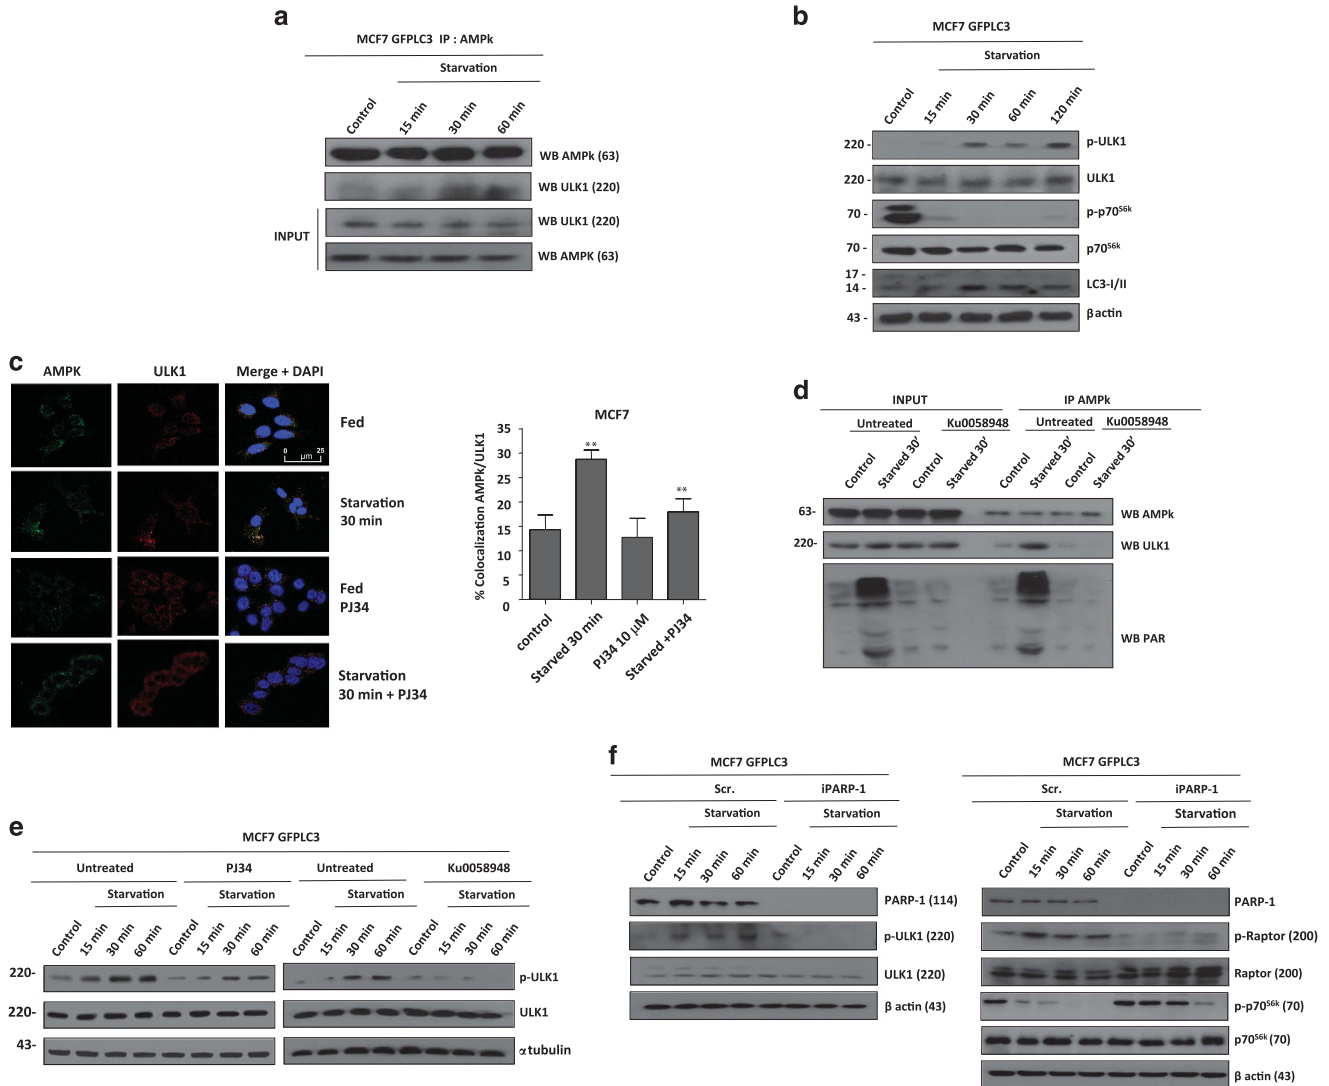 a
MCF7 GFPLC3 IP : AMPk
Starvation
Control 15 min 30 min 60 min
WB AMPk (63)
WB ULK1 (220)
INPUT
WB ULK1 (220)
WB AMPK (63)
b
MCF7 GFPLC3
Starvation
Control 15 min 30 min 60 min 120 min
220 - p-ULK1
220 - ULK1
70 - p-p70S6k
70 - p70S6k
17 -
14 - LC3-I/II
43 - β actin
c
AMPK ULK1 Merge + DAPI
Fed
0 25
μm
Starvation
30 min
Fed
PJ34
Starvation
30 min + PJ34
MCF7
% Colocalization AMPk/ULK1
35
30
25
20
15
10
5
0
**
**
control Starved 30 min PJ34 10 μM Starved +PJ34
d
INPUT IP AMPk
Untreated Ku0058948 Untreated Ku0058948
Control Starved 30' Control Starved 30' Control Starved 30' Control Starved 30'
63- WB AMPk
220- WB ULK1
WB PAR
e
MCF7 GFPLC3
Untreated PJ34 Untreated Ku0058948
Starvation Starvation Starvation Starvation
Control 15 min 30 min 60 min Control 15 min 30 min 60 min Control 15 min 30 min 60 min Control 15 min 30 min 60 min
220- p-ULK1
220- ULK1
43- α tubulin
f
MCF7 GFPLC3
Scr. iPARP-1
Starvation Starvation
Control 15 min 30 min 60 min Control 15 min 30 min 60 min
PARP-1 (114)
p-ULK1 (220)
ULK1 (220)
β actin (43)
MCF7 GFPLC3
Scr. iPARP-1
Starvation Starvation
Control 15 min 30 min 60 min Control 15 min 30 min 60 min
PARP-1
p-Raptor (200)
Raptor (200)
p-p70S6k (70)
p70S6k (70)
β actin (43)